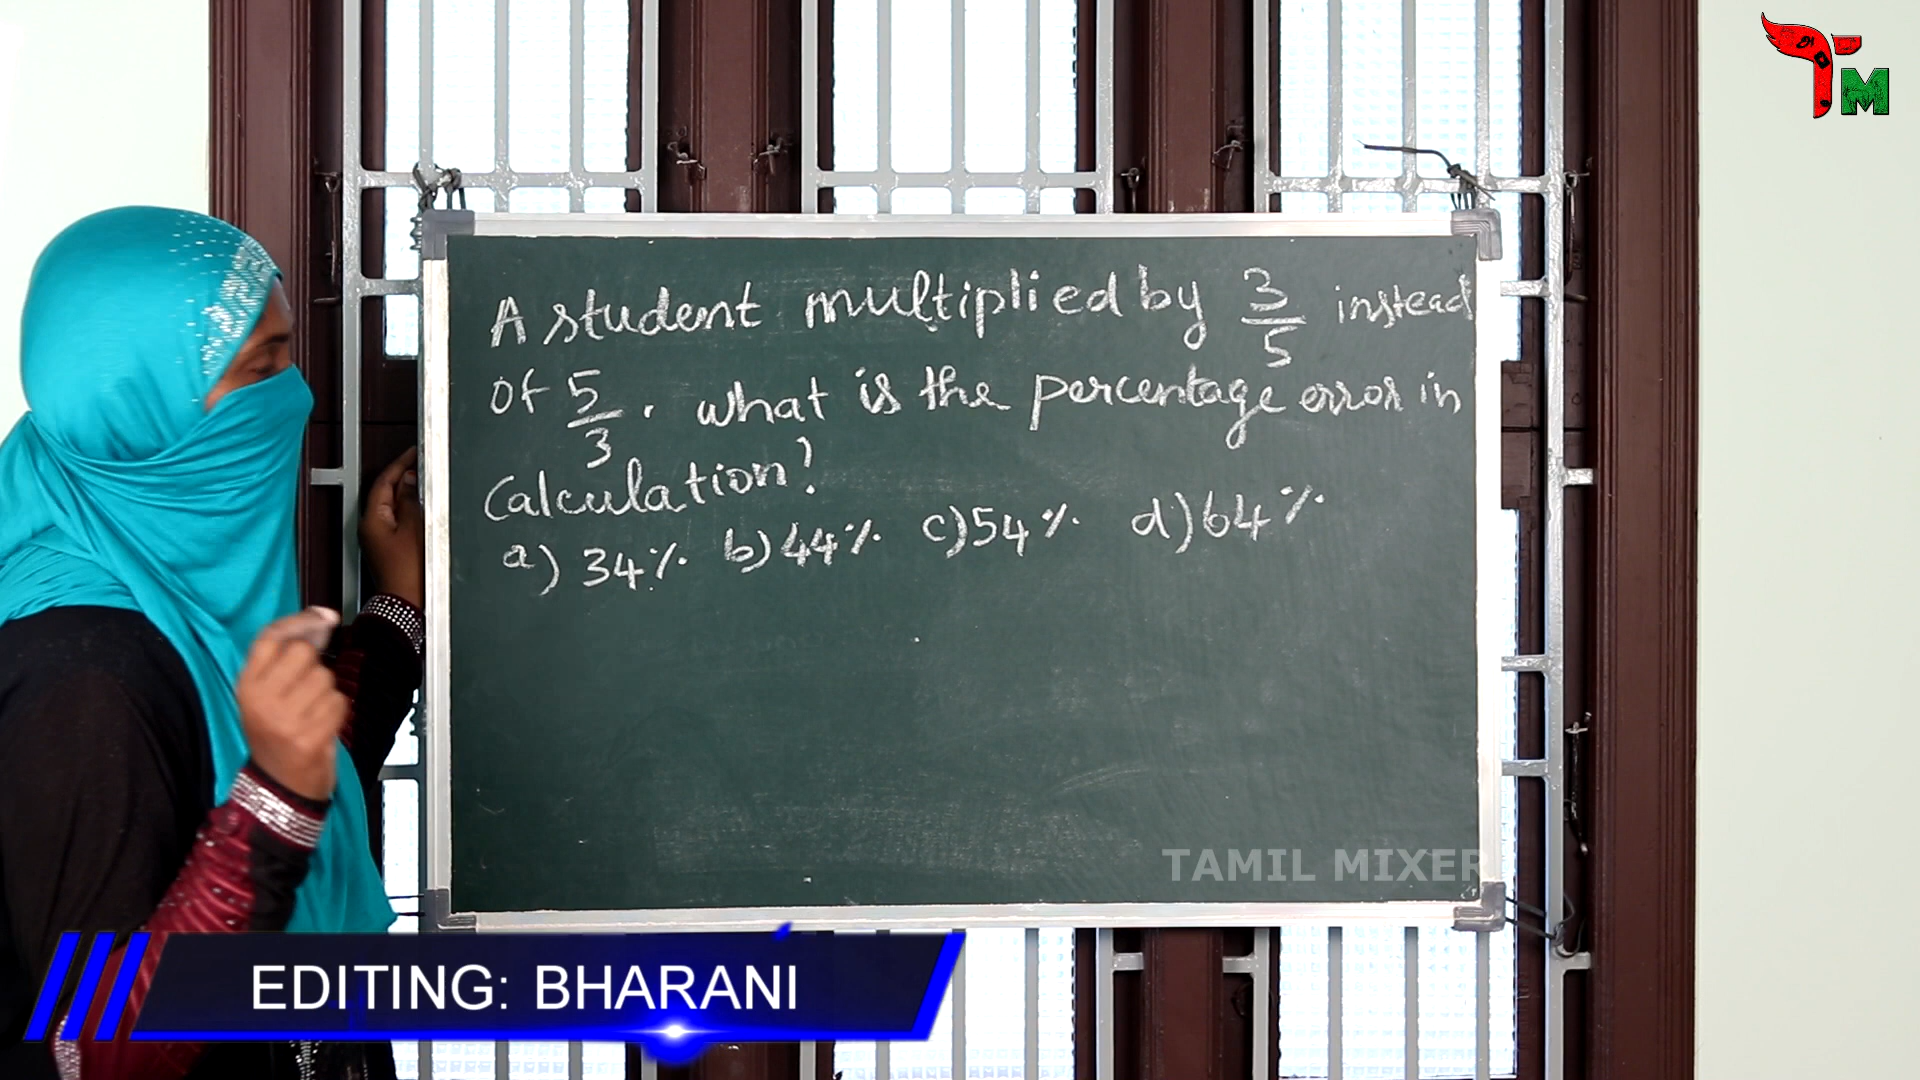 அ
TM
A student multiplied by 3/5 instead
of 5/3. what is the percentage error in
Calculation?
a) 34% b) 44% c) 54% d) 64%
TAMIL MIXER
EDITING: BHARANI